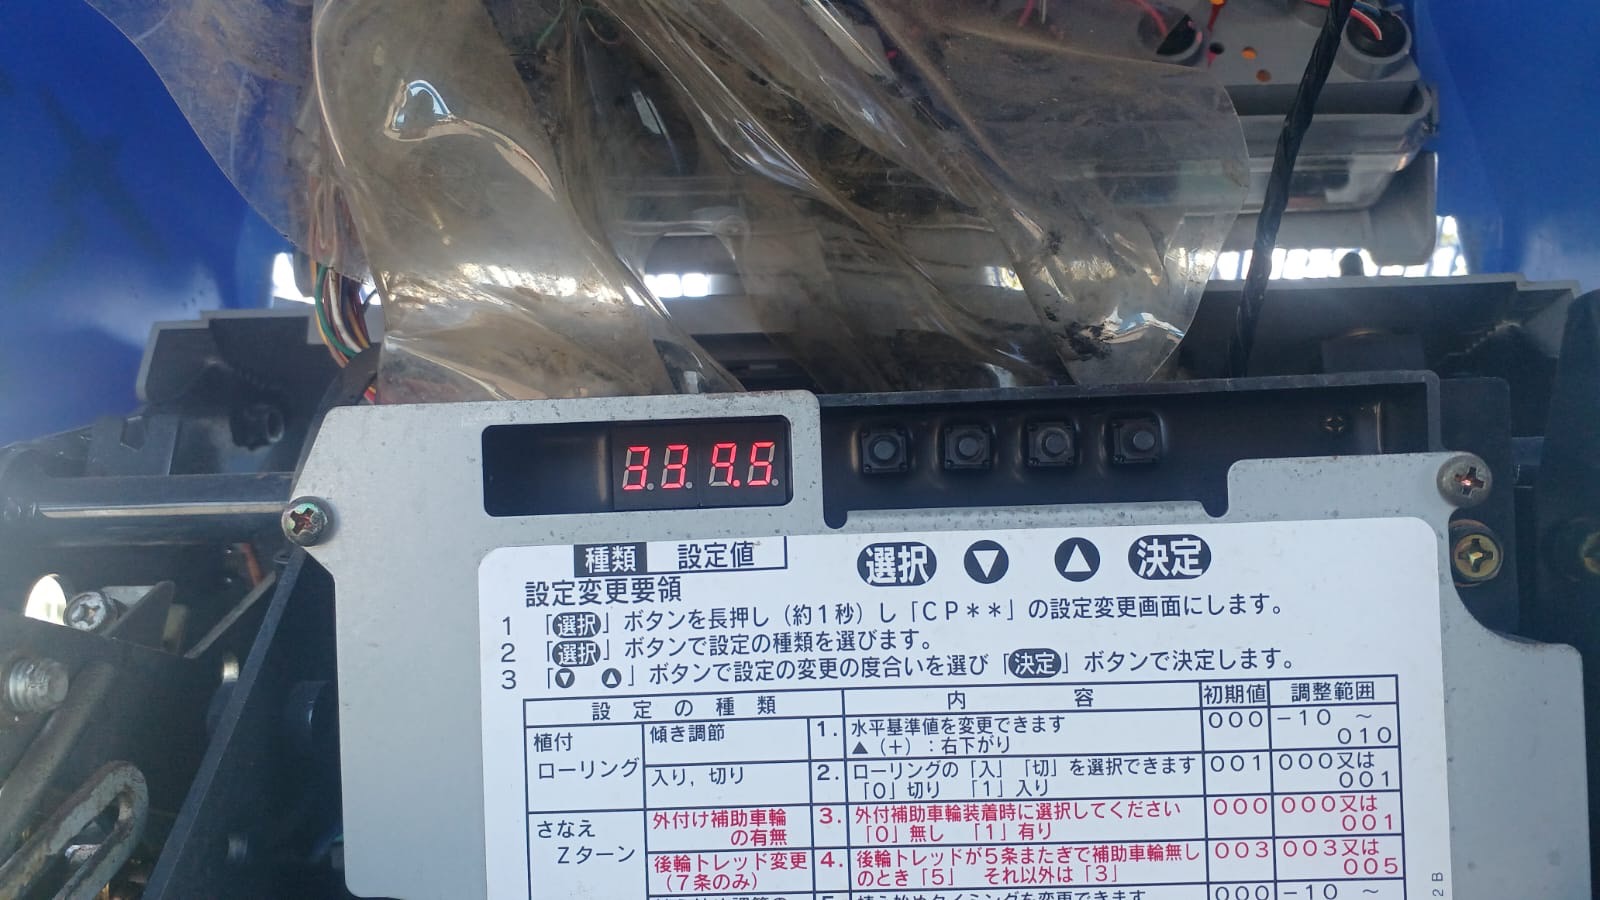 339.5
種類 設定値 選択 ▼ ▲ 決定
設定変更要領
1 「選択」ボタンを長押し（約1秒）し「CP＊＊」の設定変更画面にします。
2 「選択」ボタンで設定の種類を選びます。
3 「▼ ▲」ボタンで設定の変更の度合いを選び「決定」ボタンで決定します。
設定の種類 内容 初期値 調整範囲
植付ローリング 傾き調節 1. 水平基準値を変更できます 000 −10 ～
▲（+）：右下がり 010
入り，切り 2. ローリングの「入」「切」を選択できます 001 000又は
「0」切り 「1」入り 001
さなえZターン 外付け補助車輪 3. 外付補助車輪装着時に選択してください 000 000又は
の有無 「0」無し 「1」有り 001
後輪トレッド変更 4. 後輪トレッドが5条またぎで補助車輪無し 003 003又は
（7条のみ） のとき「5」 それ以外は「3」 005
000 −10 ～
2B